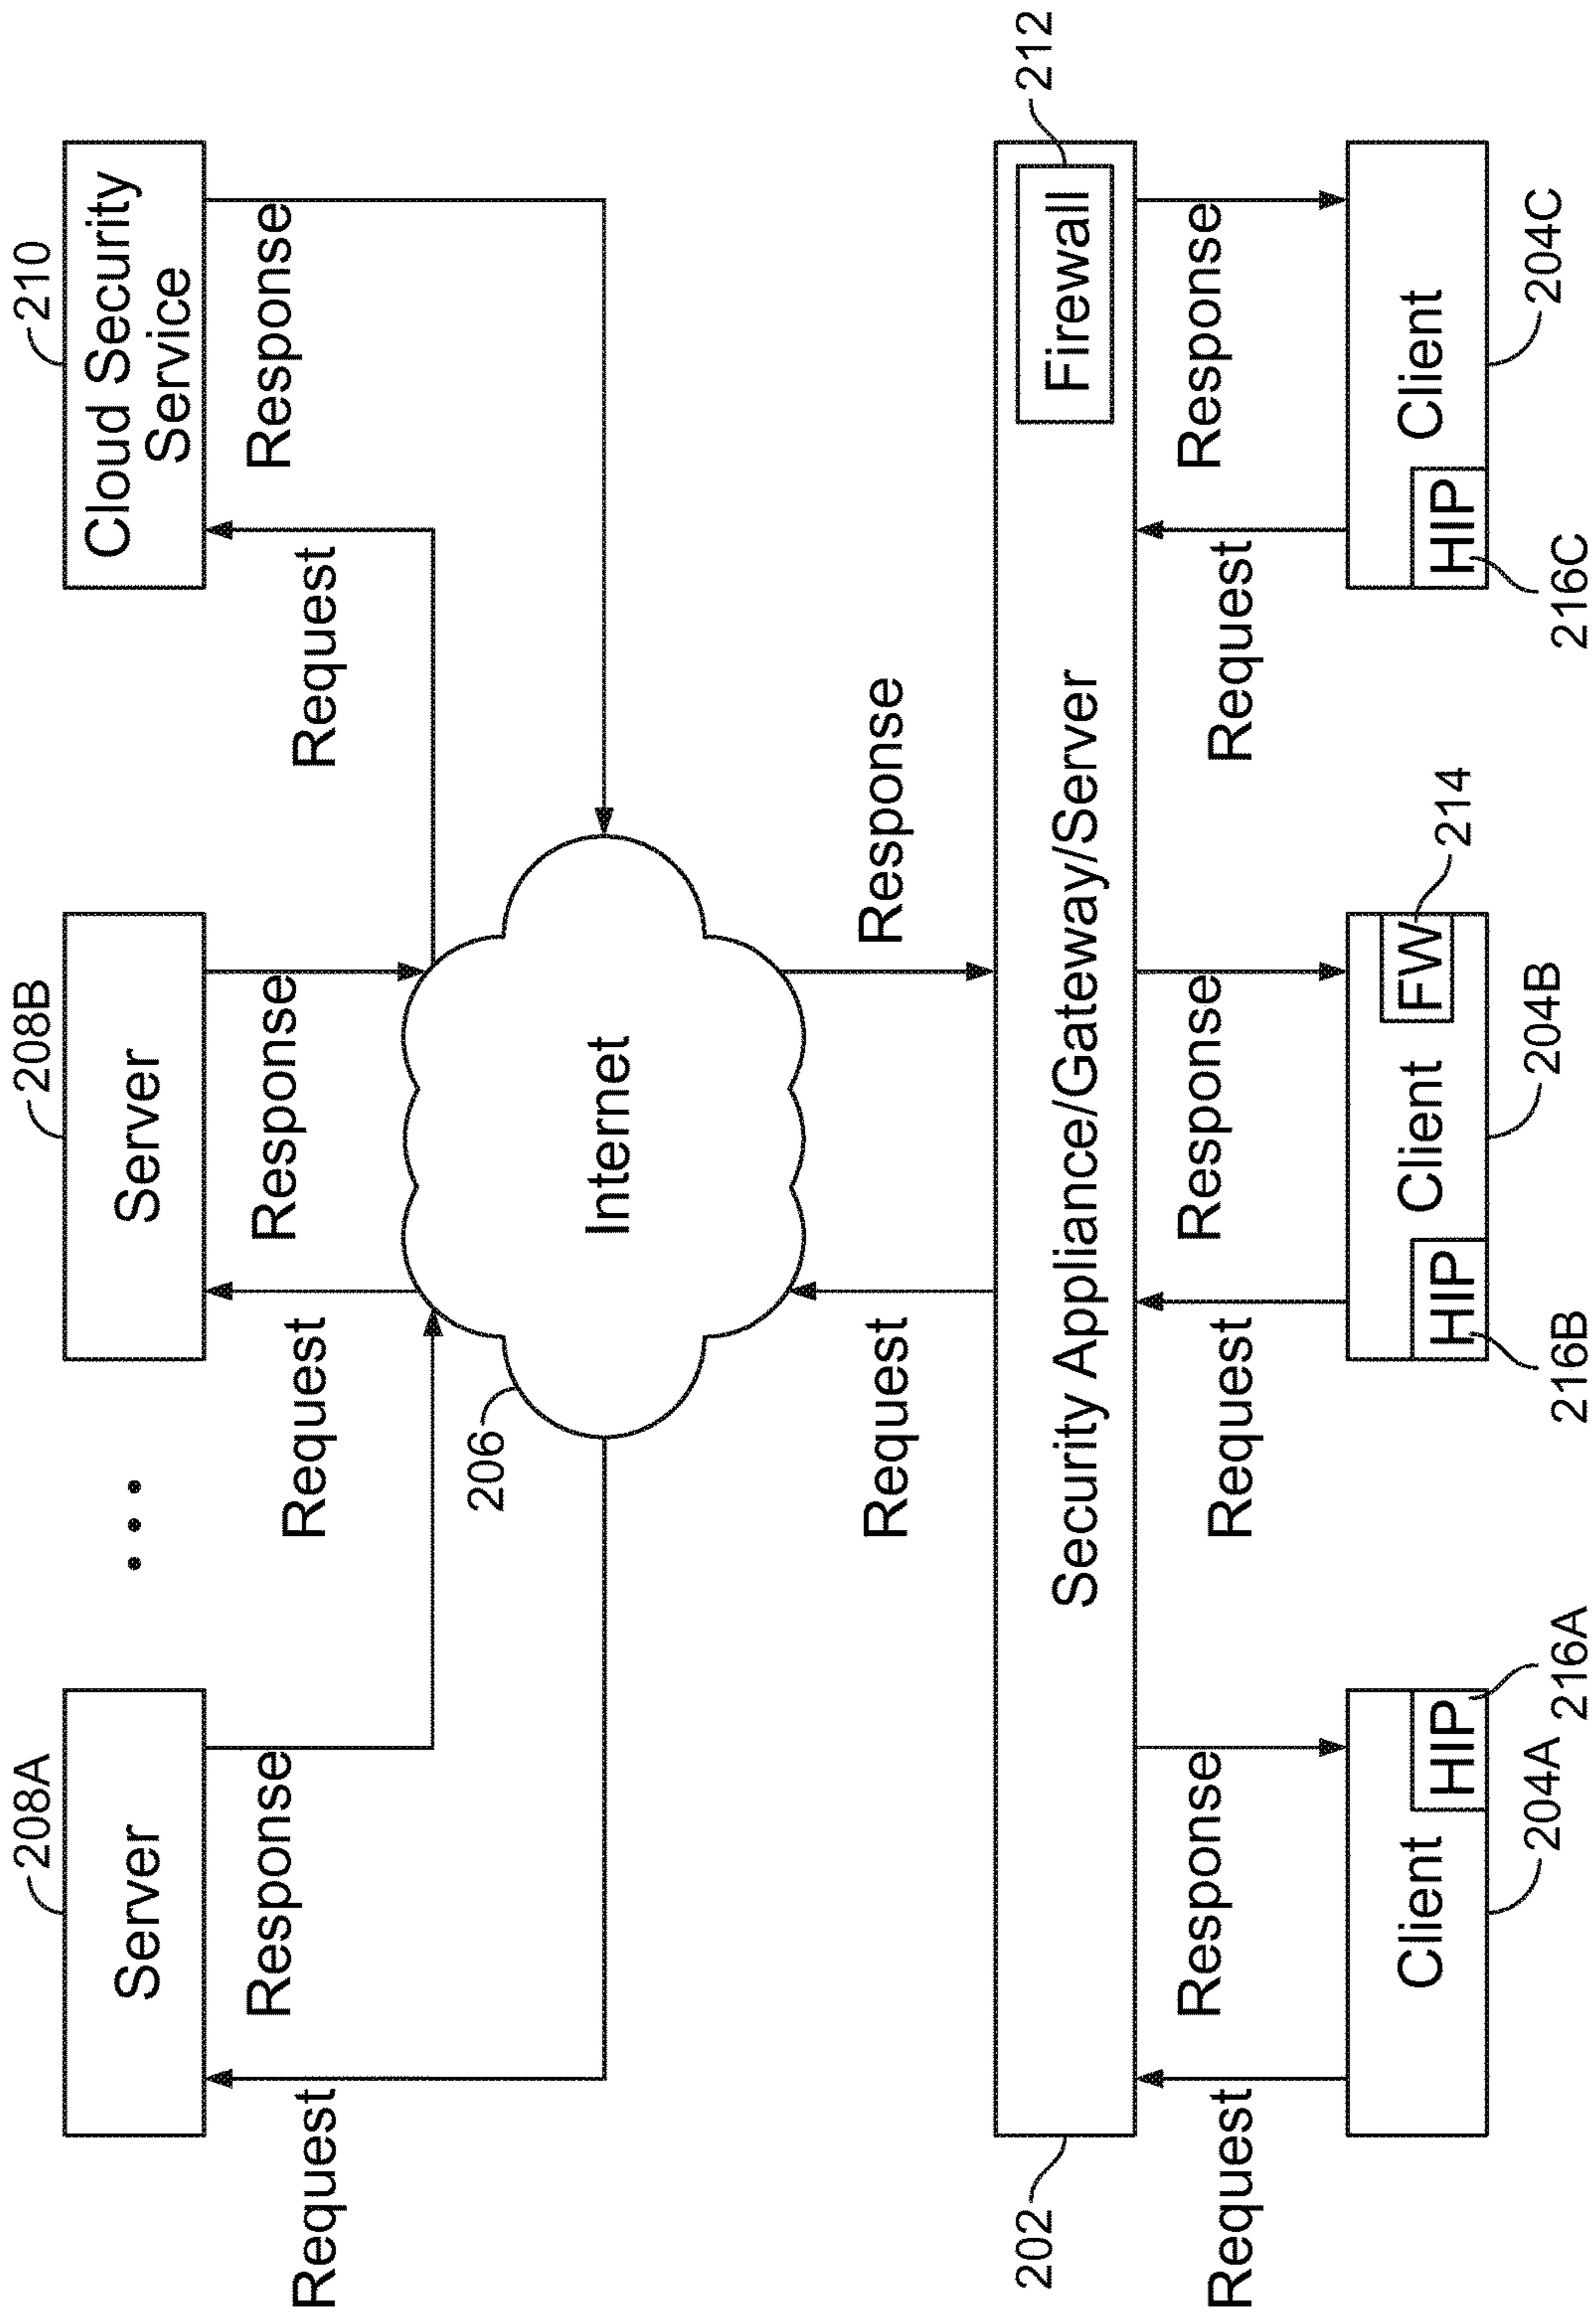 208A
208B
210
Server
• • •
Server
Cloud Security
Service
Request
Response
Request
Response
Request
Response
206
Internet
Request
Response
202
Security Appliance/Gateway/Server
Firewall
212
Request
Response
Request
Response
Request
Response
Client
HIP
HIP
Client
FW
214
HIP
Client
204A
216A
216B
204B
216C
204C